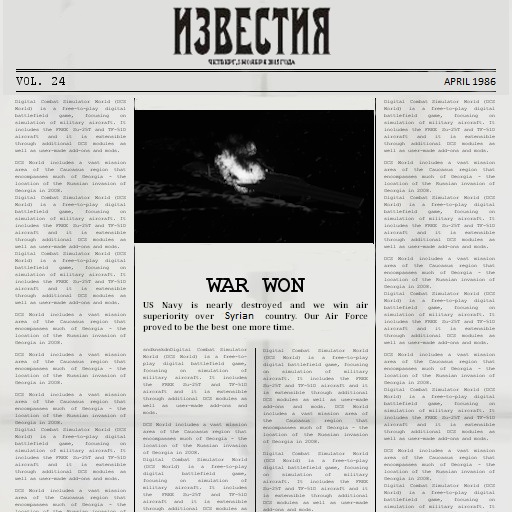 ИЗВЕСТИЯ
ЧЕТВЕРГ, 5 НОЯБРЯ 2015 ГОДА
VOL. 24
APRIL 1986
Digital Combat Simulator World (DCS
World) is a free-to-play digital
battlefield game, focusing on
simulation of military aircraft. It
includes the FREE Su-25T and TF-51D
aircraft and it is extensible
through additional DCS modules as
well as user-made add-ons and mods.
DCS World includes a vast mission
area of the Caucasus region that
encompasses much of Georgia - the
location of the Russian invasion of
Georgia in 2008.
Digital Combat Simulator World (DCS
World) is a free-to-play digital
battlefield game, focusing on
simulation of military aircraft. It
includes the FREE Su-25T and TF-51D
aircraft and it is extensible
through additional DCS modules as
well as user-made add-ons and mods.
Digital Combat Simulator World (DCS
World) is a free-to-play digital
battlefield game, focusing on
simulation of military aircraft. It
includes the FREE Su-25T and TF-51D
aircraft and it is extensible
through additional DCS modules as
well as user-made add-ons and mods.
DCS World includes a vast mission
area of the Caucasus region that
encompasses much of Georgia - the
location of the Russian invasion of
Georgia in 2008.
DCS World includes a vast mission
area of the Caucasus region that
encompasses much of Georgia - the
location of the Russian invasion of
Georgia in 2008.
DCS World includes a vast mission
area of the Caucasus region that
encompasses much of Georgia - the
location of the Russian invasion of
Georgia in 2008.
Digital Combat Simulator World (DCS
World) is a free-to-play digital
battlefield game, focusing on
simulation of military aircraft. It
includes the FREE Su-25T and TF-51D
aircraft and it is extensible
through additional DCS modules as
well as user-made add-ons and mods.
DCS World includes a vast mission
area of the Caucasus region that
encompasses much of Georgia - the
WAR WON
US Navy is nearly destroyed and we win air
superiority over Syrian country. Our Air Force
proved to be the best one more time.
Combat Simulator
World (DCS World) is a free-to-
play digital battlefield game,
focusing on simulation of
military aircraft. It includes
the FREE Su-25T and TF-51D
aircraft and it is extensible
through additional DCS modules as
well as user-made add-ons and
mods.
DCS World includes a vast mission
area of the Caucasus region that
encompasses much of Georgia - the
location of the Russian invasion
of Georgia in 2008.
Digital Combat Simulator World
(DCS World) is a free-to-play
digital battlefield game,
focusing on simulation of
military aircraft. It includes
the FREE Su-25T and TF-51D
aircraft and it is extensible
through additional DCS modules as
Digital Combat Simulator World
(DCS World) is a free-to-play
digital battlefield game,
focusing on simulation of
military aircraft. It includes
the FREE Su-25T and TF-51D
aircraft and it is extensible
through additional DCS modules as
well as user-made add-ons and
mods. DCS World
includes a vast mission area of
the Caucasus region that
encompasses much of Georgia - the
location of the Russian invasion
of Georgia in 2008.
Digital Combat Simulator World
(DCS World) is a free-to-play
digital battlefield game,
focusing on simulation of
military aircraft. It includes
the FREE Su-25T and TF-51D
aircraft and it is extensible
through additional DCS modules as
Digital Combat Simulator World (DCS
World) is a free-to-play digital
battlefield game, focusing on
simulation of military aircraft. It
includes the FREE Su-25T and TF-51D
aircraft and it is extensible
through additional DCS modules as
well as user-made add-ons and mods.
DCS World includes a vast mission
area of the Caucasus region that
encompasses much of Georgia - the
location of the Russian invasion of
Georgia in 2008.
Digital Combat Simulator World (DCS
World) is a free-to-play digital
battlefield game, focusing on
simulation of military aircraft. It
includes the FREE Su-25T and TF-51D
aircraft and it is extensible
through additional DCS modules as
well as user-made add-ons and mods.
DCS World includes a vast mission
area of the Caucasus region that
encompasses much of Georgia - the
location of the Russian invasion of
Georgia in 2008.
Digital Combat Simulator World (DCS
World) is a free-to-play digital
battlefield game, focusing on
simulation of military aircraft. It
includes the FREE Su-25T and TF-51D
aircraft and it is extensible
through additional DCS modules as
well as user-made add-ons and mods.
DCS World includes a vast mission
area of the Caucasus region that
encompasses much of Georgia - the
location of the Russian invasion of
Georgia in 2008.
Digital Combat Simulator World (DCS
World) is a free-to-play digital
battlefield game, focusing on
simulation of military aircraft. It
includes the FREE Su-25T and TF-51D
aircraft and it is extensible
through additional DCS modules as
well as user-made add-ons and mods.
DCS World includes a vast mission
area of the Caucasus region that
encompasses much of Georgia - the
location of the Russian invasion of
Georgia in 2008.
Digital Combat Simulator World (DCS
World) is a free-to-play digital
battlefield game, focusing on
simulation of military aircraft. It